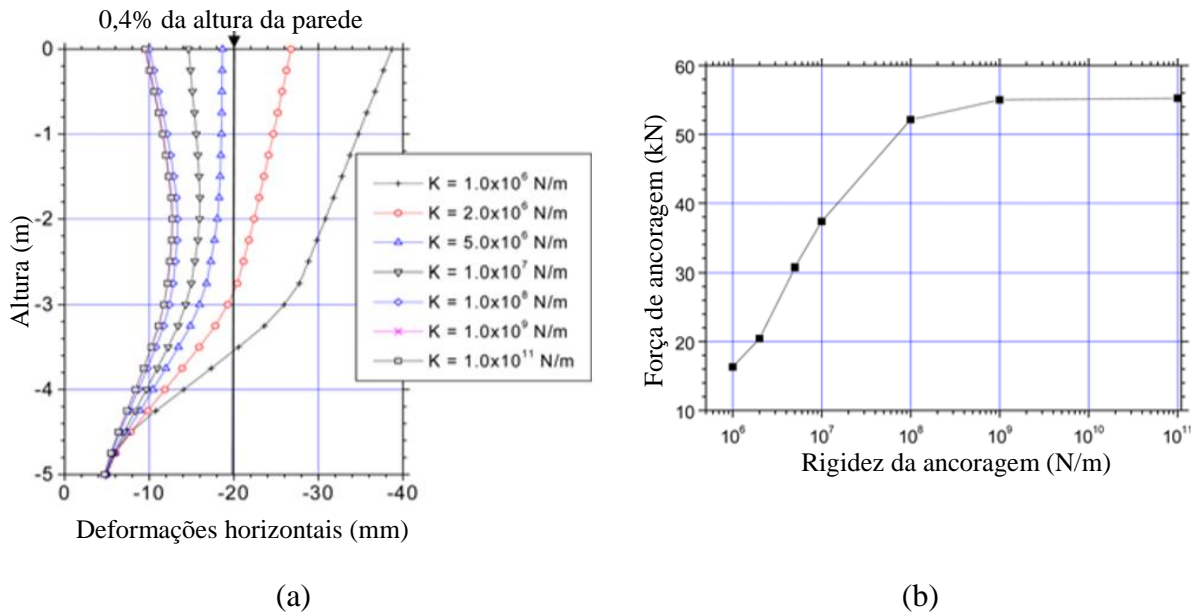 0,4% da altura da parede
0
-1
-2
-3
-4
-5
Altura (m)
0
-10
-20
-30
-40
Deformações horizontais (mm)
K = 1.0x10⁶ N/m
K = 2.0x10⁶ N/m
K = 5.0x10⁶ N/m
K = 1.0x10⁷ N/m
K = 1.0x10⁸ N/m
K = 1.0x10⁹ N/m
K = 1.0x10¹¹ N/m
(a)
60
50
40
30
20
10
Força de ancoragem (kN)
10⁶
10⁷
10⁸
10⁹
10¹⁰
10¹¹
Rigidez da ancoragem (N/m)
(b)